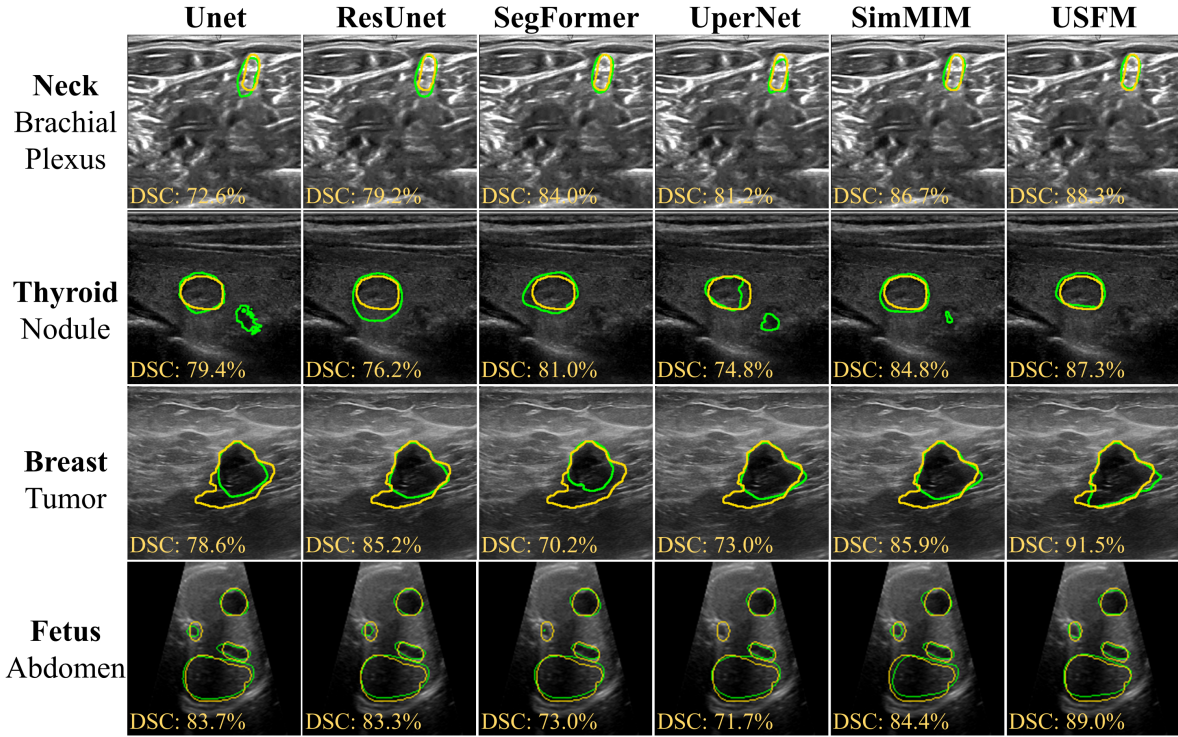 Unet ResUnet SegFormer UperNet SimMIM USFM
Neck
Brachial
Plexus
DSC: 72.6% DSC: 79.2% DSC: 84.0% DSC: 81.2% DSC: 86.7% DSC: 88.3%
Thyroid
Nodule
DSC: 79.4% DSC: 76.2% DSC: 81.0% DSC: 74.8% DSC: 84.8% DSC: 87.3%
Breast
Tumor
DSC: 78.6% DSC: 85.2% DSC: 70.2% DSC: 73.0% DSC: 85.9% DSC: 91.5%
Fetus
Abdomen
DSC: 83.7% DSC: 83.3% DSC: 73.0% DSC: 71.7% DSC: 84.4% DSC: 89.0%